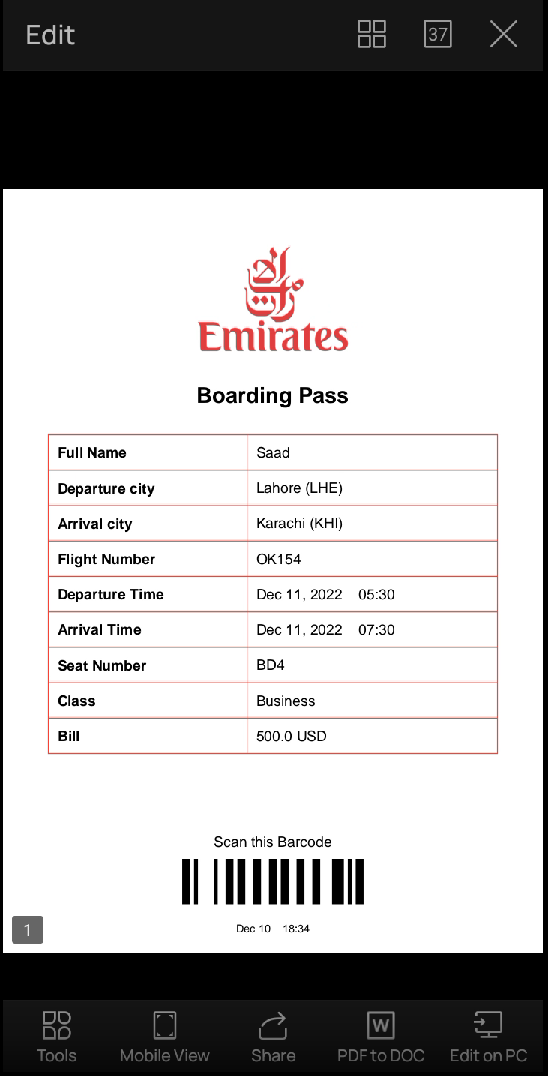 Edit
37
Emirates
Boarding Pass
Full Name Saad
Departure city Lahore (LHE)
Arrival city Karachi (KHI)
Flight Number OK154
Departure Time Dec 11, 2022 05:30
Arrival Time Dec 11, 2022 07:30
Seat Number BD4
Class Business
Bill 500.0 USD
Scan this Barcode
Dec 10 18:34
1
W
Tools Mobile View Share PDF to DOC Edit on PC